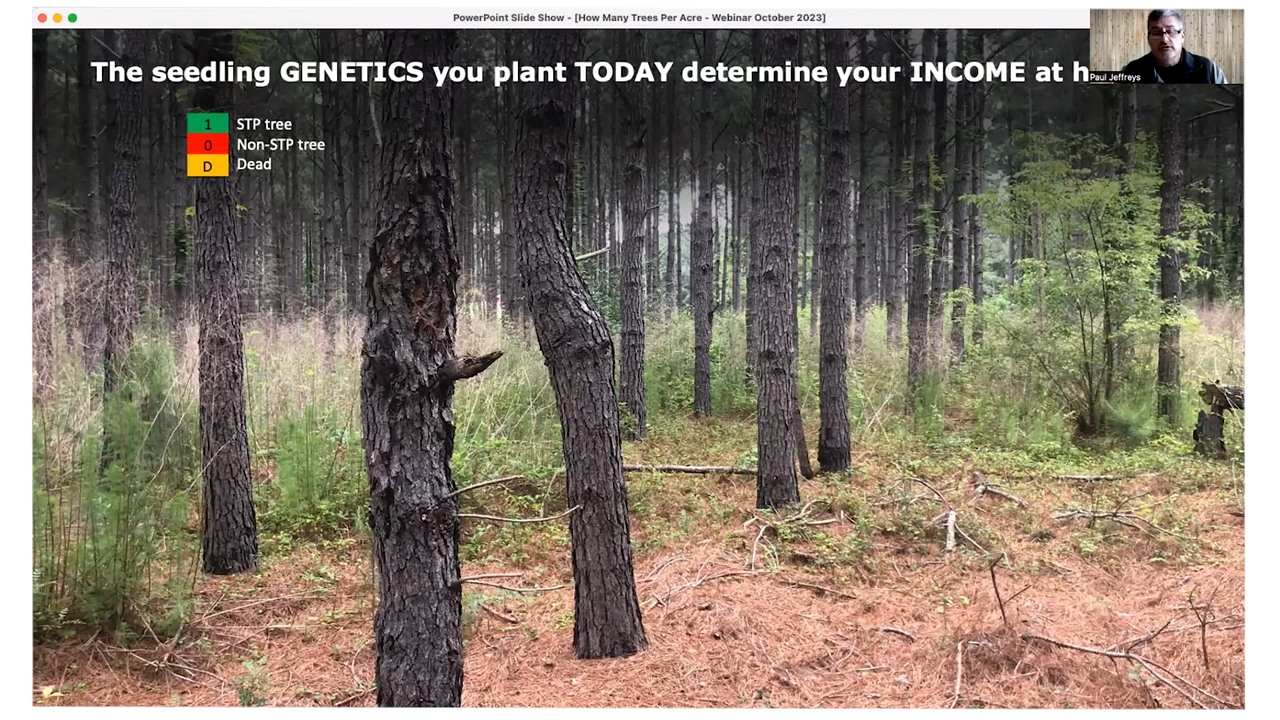 PowerPoint Slide Show - [How Many Trees Per Acre - Webinar October 2023]
The seedling GENETICS you plant TODAY determine your INCOME at
Paul Jeffreys
1 STP tree
0 Non-STP tree
D Dead